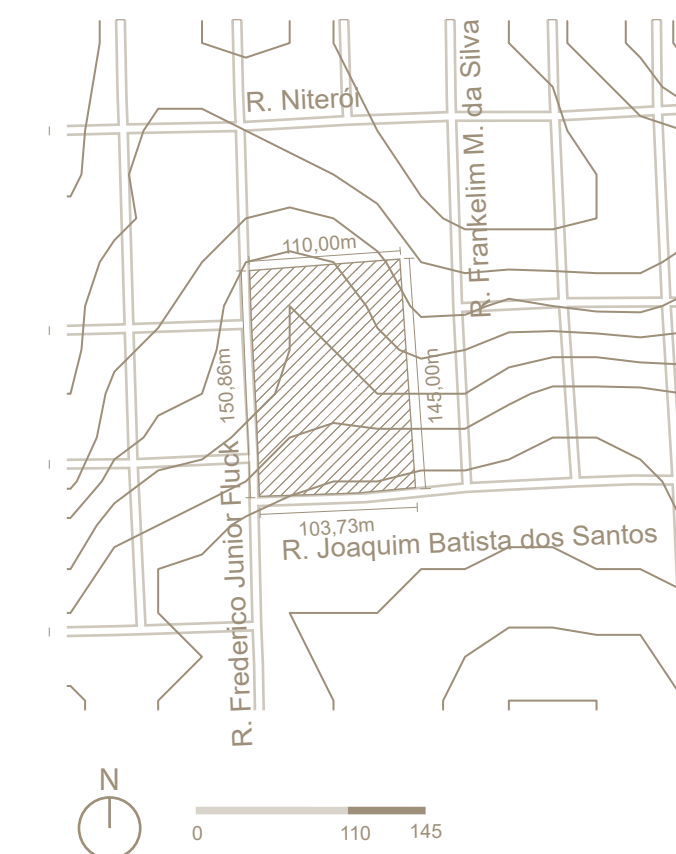 R. Niterói
R. Frankelim M. da Silva
110,00m
150,86m
145,00m
103,73m
R. Joaquim Batista dos Santos
R. Frederico Junior Fluck
N
0 110 145